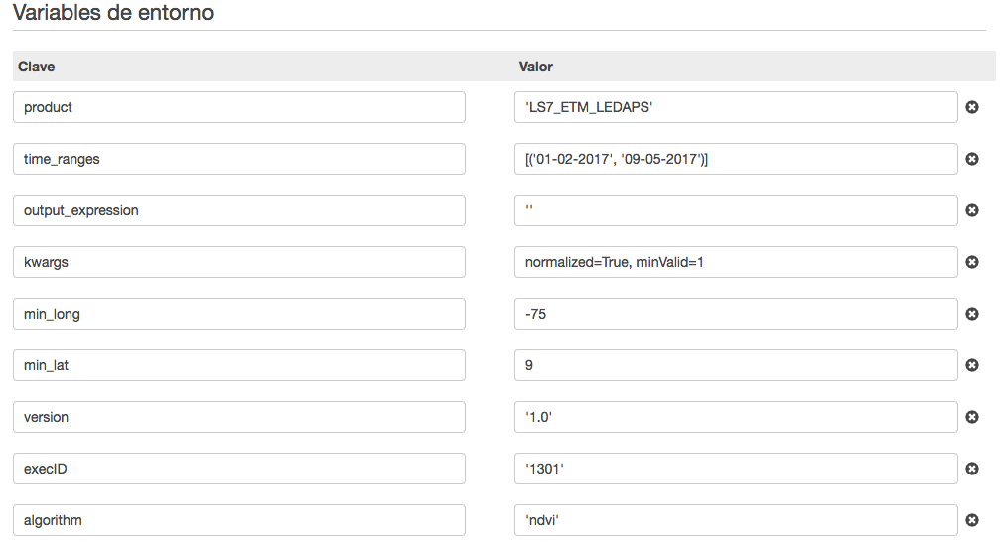 Variables de entorno
Clave Valor
product 'LS7_ETM_LEDAPS'
time_ranges [('01-02-2017', '09-05-2017')]
output_expression ''
kwargs normalized=True, minValid=1
min_long -75
min_lat 9
version '1.0'
execID '1301'
algorithm 'ndvi'